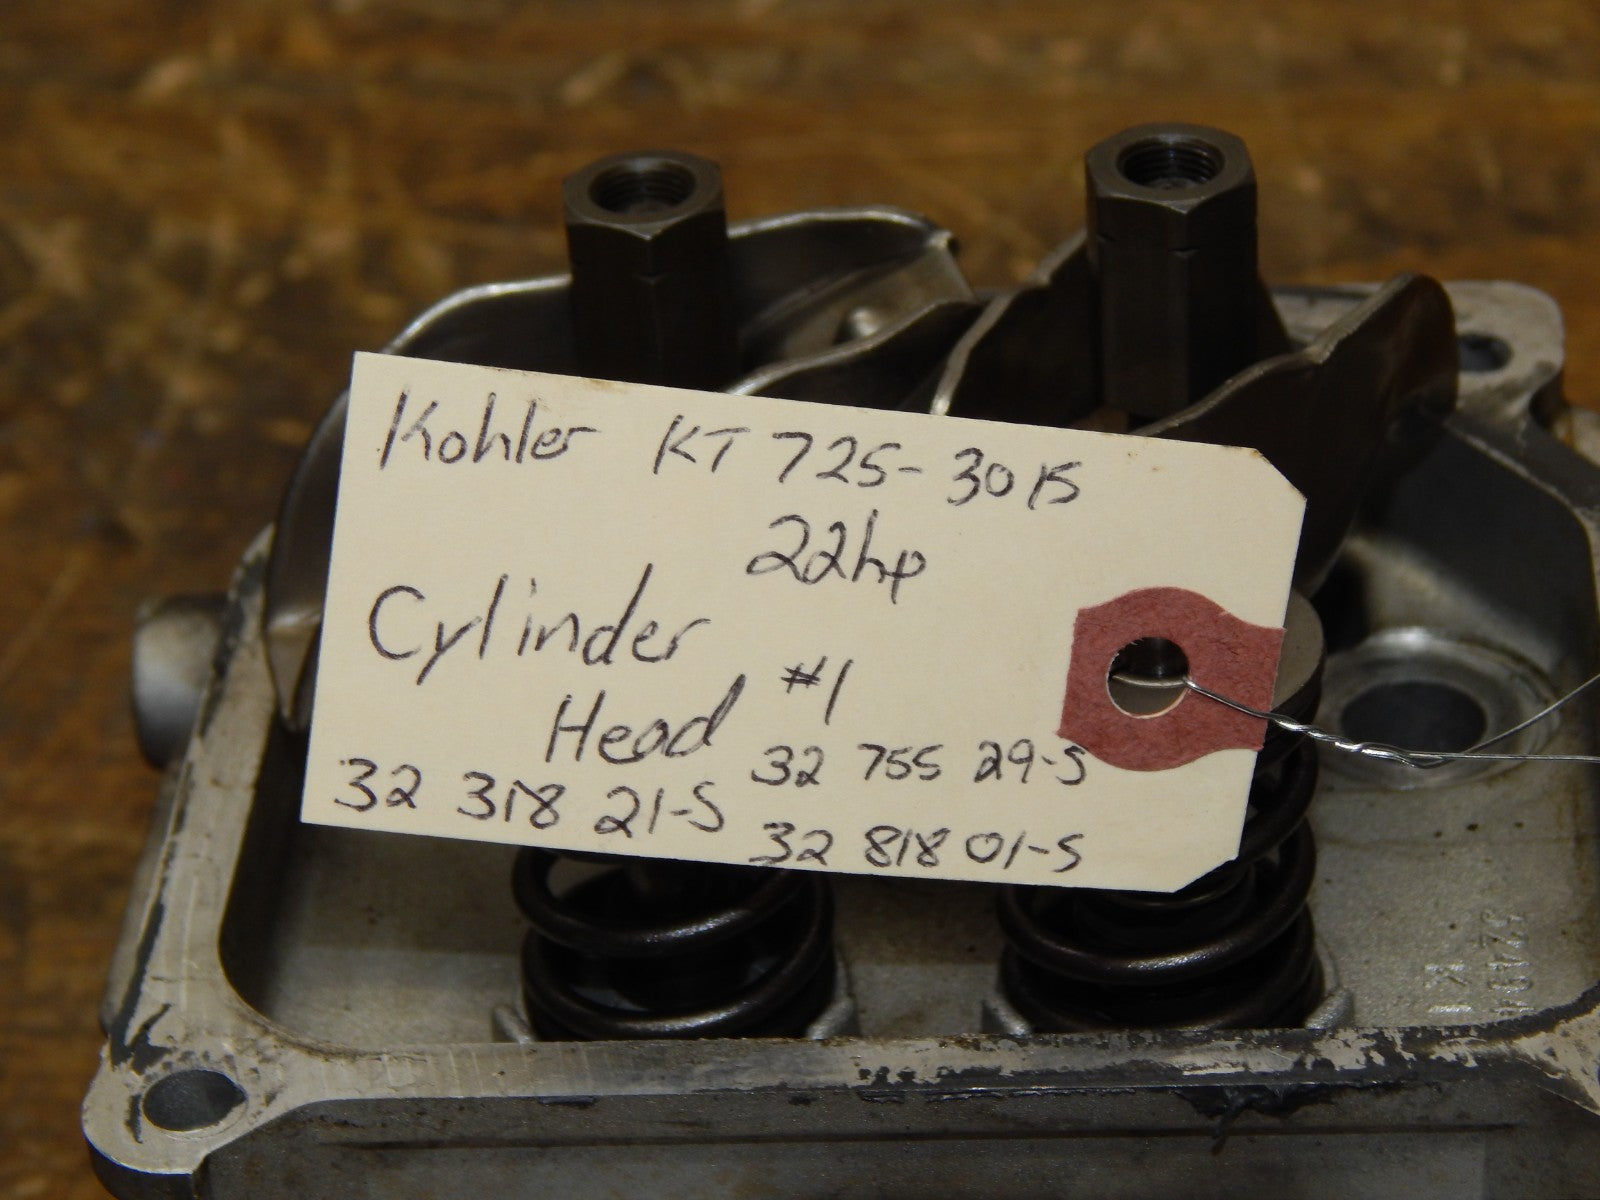 Kohler KT 725-3015
22hp
Cylinder
Head #1
32 318 21-S 32 755 29-S
32 818 01-S